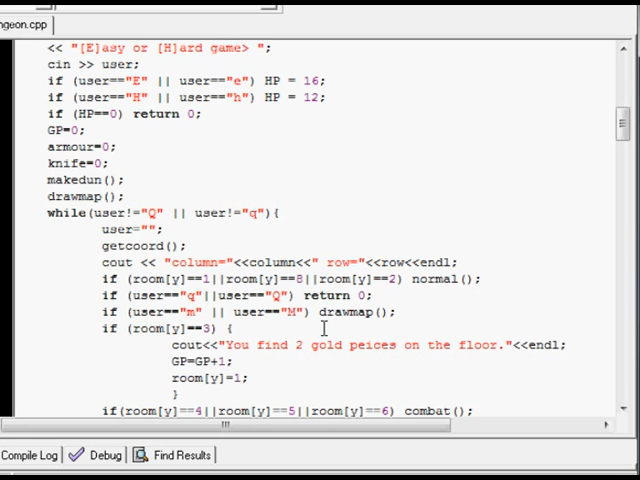 ngeon.cpp
<< "[E]asy or [H]ard game> ";
cin >> user;
if (user=="E" || user=="e") HP = 16;
if (user=="H" || user=="h") HP = 12;
if (HP==0) return 0;
GP=0;
armour=0;
knife=0;
makedun();
drawmap();
while(user!="Q" || user!="q"){
user="";
getcoord();
cout << "column="<<column<<" row="<<row<<endl;
if (room[y]==1||room[y]==8||room[y]==2) normal();
if (user=="q"||user=="Q") return 0;
if (user=="m" || user=="M") drawmap();
if (room[y]==3) {
cout<<"You find 2 gold peices on the floor."<<endl;
GP=GP+1;
room[y]=1;
}
if(room[y]==4||room[y]==5||room[y]==6) combat();
Compile Log Debug Find Results